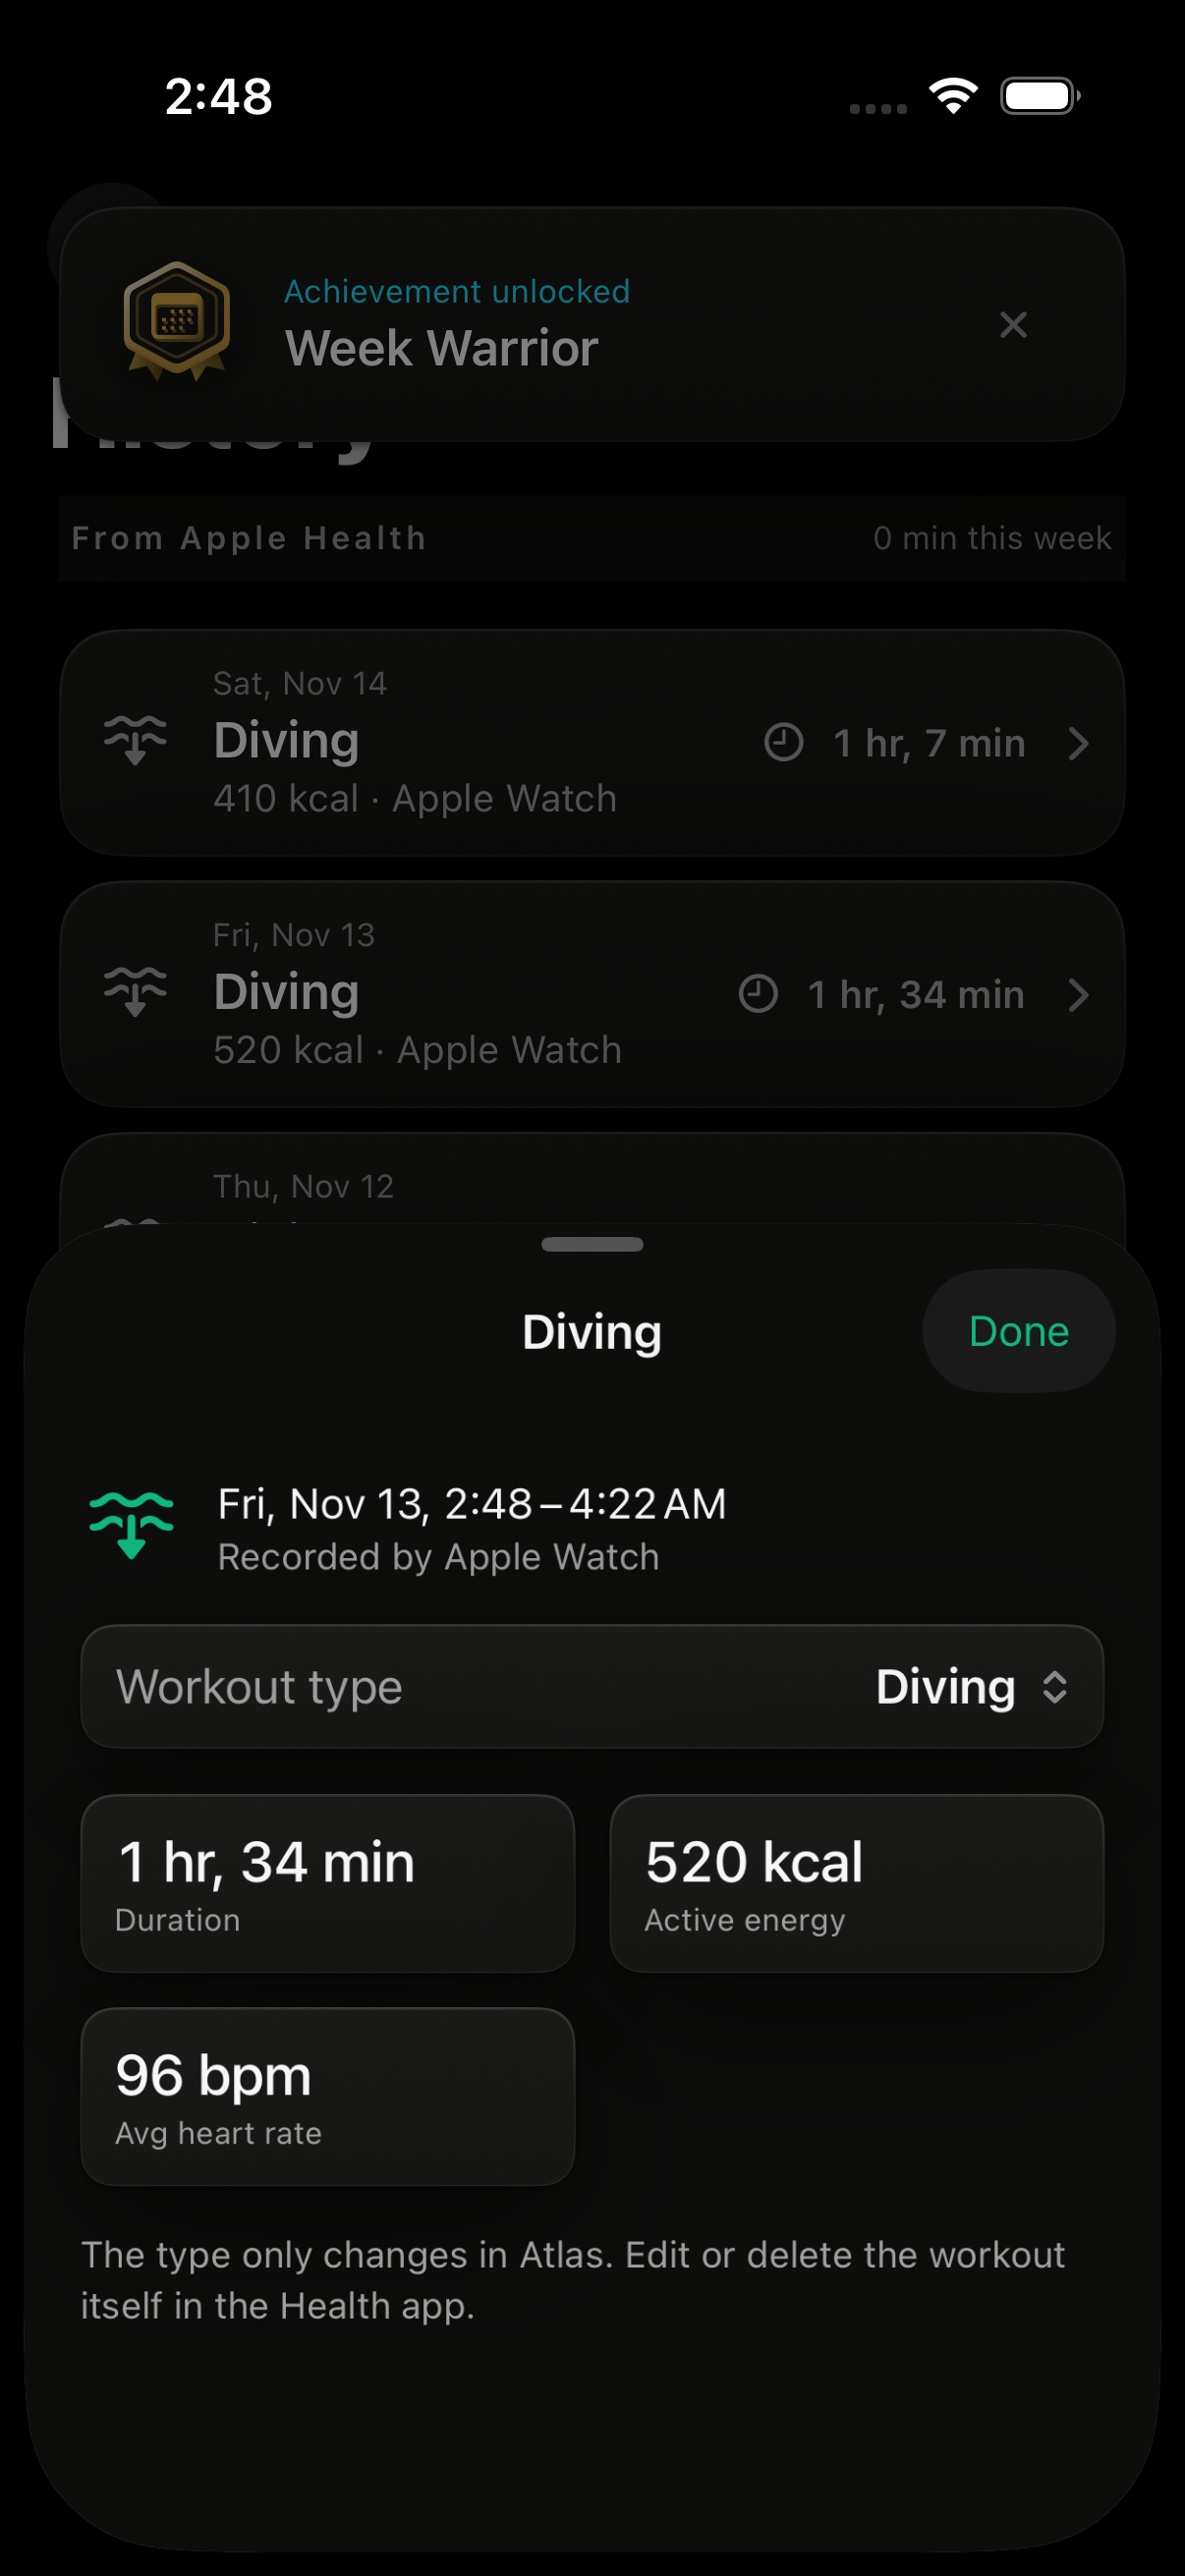 2:48
Achievement unlocked
Week Warrior
History
From Apple Health
0 min this week
Sat, Nov 14
Diving
1 hr, 7 min
410 kcal · Apple Watch
Fri, Nov 13
Diving
1 hr, 34 min
520 kcal · Apple Watch
Thu, Nov 12
Diving
Done
Fri, Nov 13, 2:48 – 4:22 AM
Recorded by Apple Watch
Workout type
Diving
1 hr, 34 min
Duration
520 kcal
Active energy
96 bpm
Avg heart rate
The type only changes in Atlas. Edit or delete the workout
itself in the Health app.